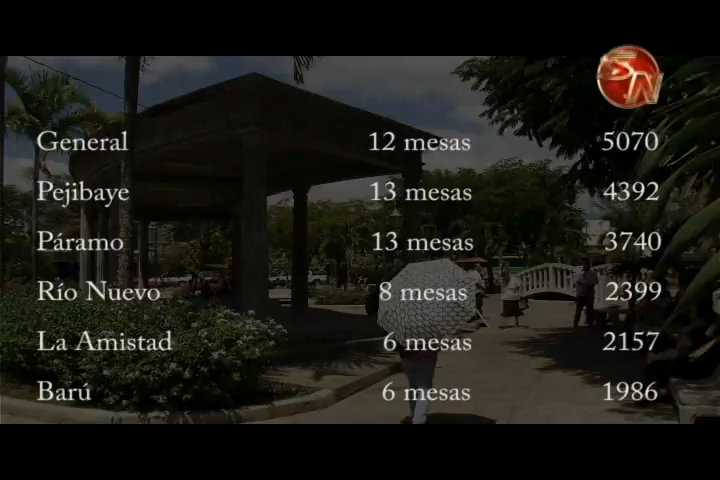 SN
General 12 mesas 5070
Pejibaye 13 mesas 4392
Páramo 13 mesas 3740
Río Nuevo 8 mesas 2399
La Amistad 6 mesas 2157
Barú 6 mesas 1986